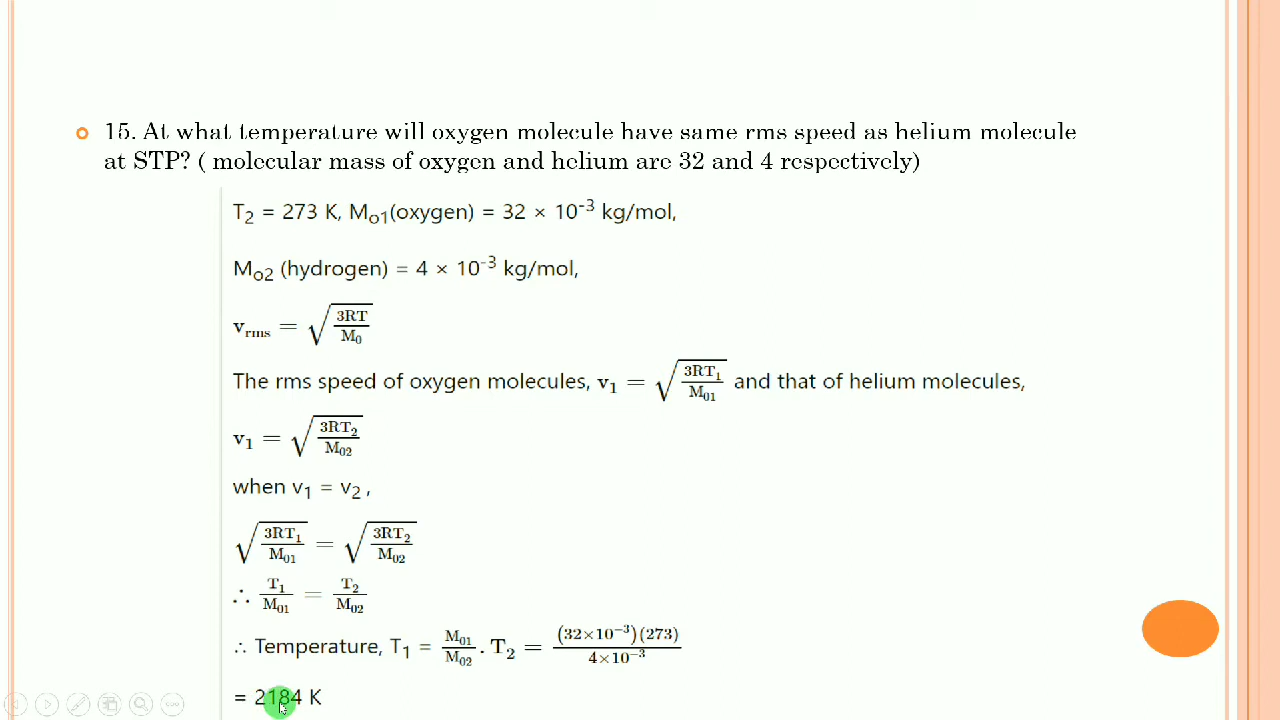 15. At what temperature will oxygen molecule have same rms speed as helium molecule
at STP? ( molecular mass of oxygen and helium are 32 and 4 respectively)
T₂ = 273 K, Mₒ₁(oxygen) = 32 × 10⁻³ kg/mol,
Mₒ₂ (hydrogen) = 4 × 10⁻³ kg/mol,
v_rms = √(3RT/M₀)
The rms speed of oxygen molecules, v₁ = √(3RT₁/M₀₁) and that of helium molecules,
v₁ = √(3RT₂/M₀₂)
when v₁ = v₂ ,
√(3RT₁/M₀₁) = √(3RT₂/M₀₂)
∴ T₁/M₀₁ = T₂/M₀₂
∴ Temperature, T₁ = M₀₁/M₀₂ . T₂ = (32×10⁻³)(273)/4×10⁻³
= 2184 K